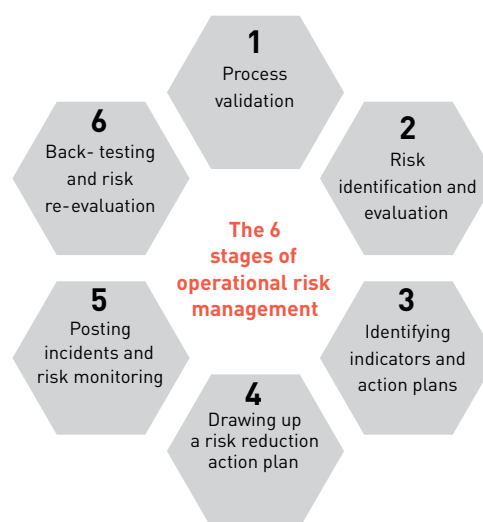 1
Process
validation
2
Risk
identification and
evaluation
3
Identifying
indicators and
action plans
4
Drawing up
a risk reduction
action plan
5
Posting
incidents and
risk monitoring
6
Back- testing
and risk
re-evaluation
The 6
stages of
operational risk
management